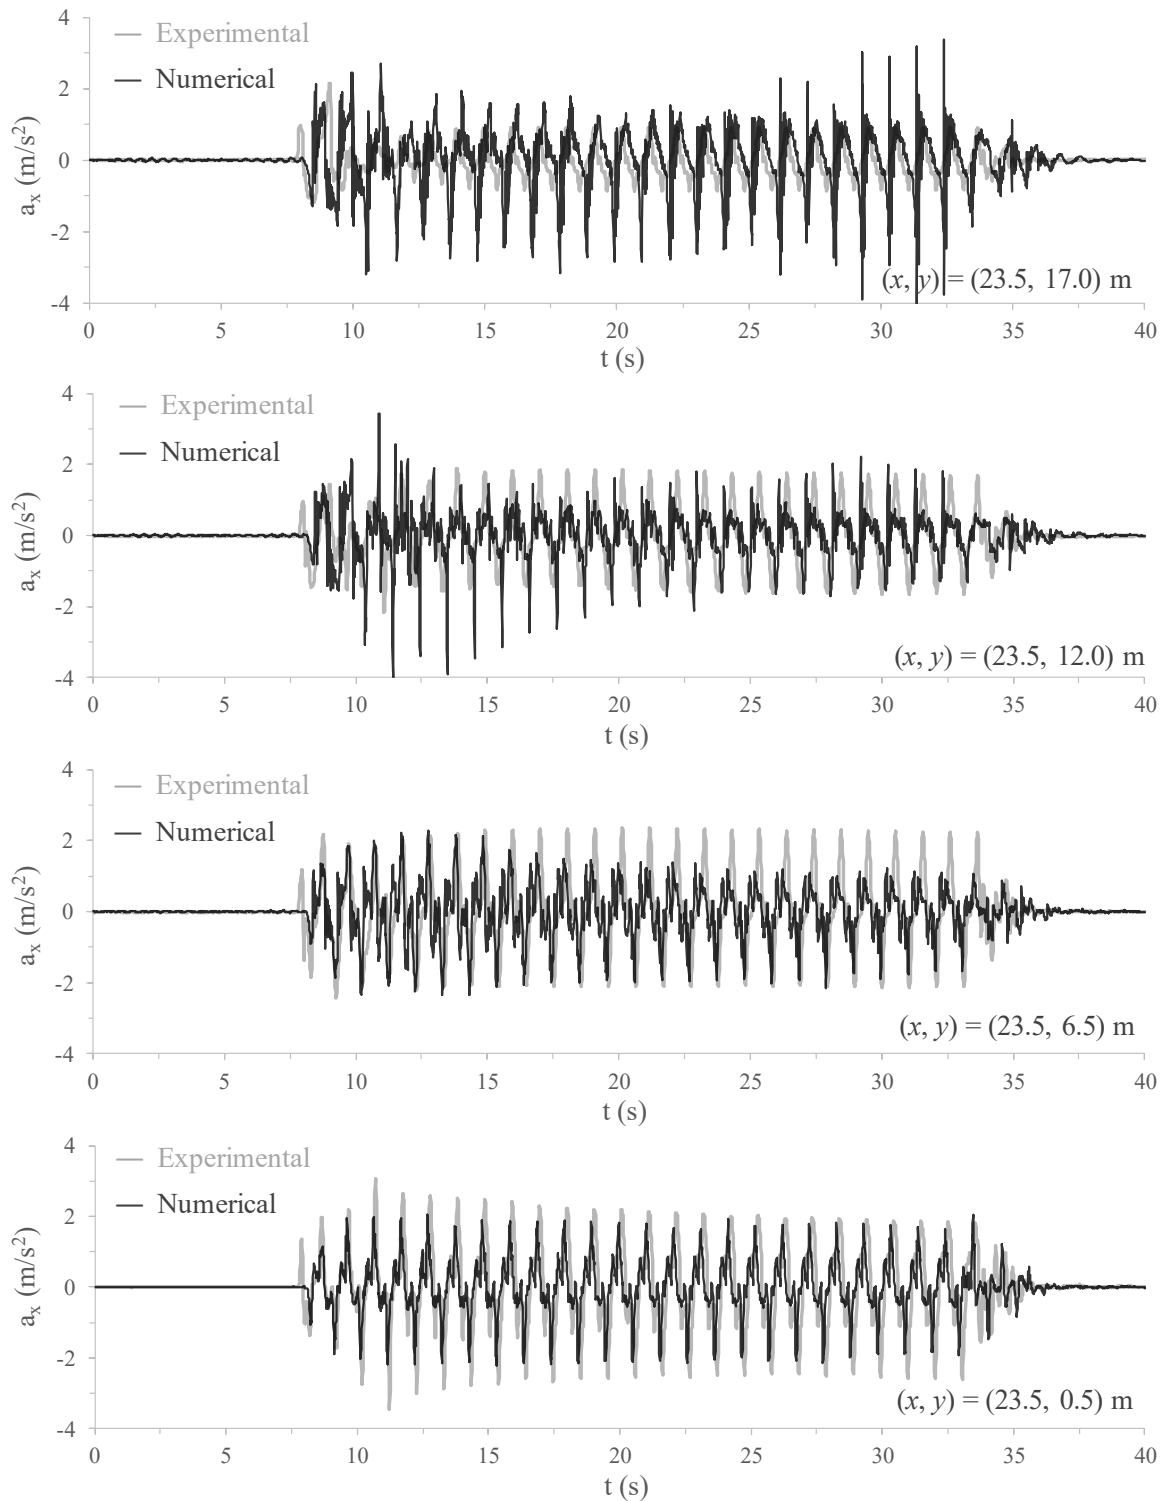 4
Experimental
2
Numerical
0
-2
-4
aₓ (m/s²)
(x, y) = (23.5, 17.0) m
0 5 10 15 20 25 30 35 40
t (s)
4
Experimental
2
Numerical
0
-2
-4
aₓ (m/s²)
(x, y) = (23.5, 12.0) m
0 5 10 15 20 25 30 35 40
t (s)
4
Experimental
2
Numerical
0
-2
-4
aₓ (m/s²)
(x, y) = (23.5, 6.5) m
0 5 10 15 20 25 30 35 40
t (s)
4
Experimental
2
Numerical
0
-2
-4
aₓ (m/s²)
(x, y) = (23.5, 0.5) m
0 5 10 15 20 25 30 35 40
t (s)